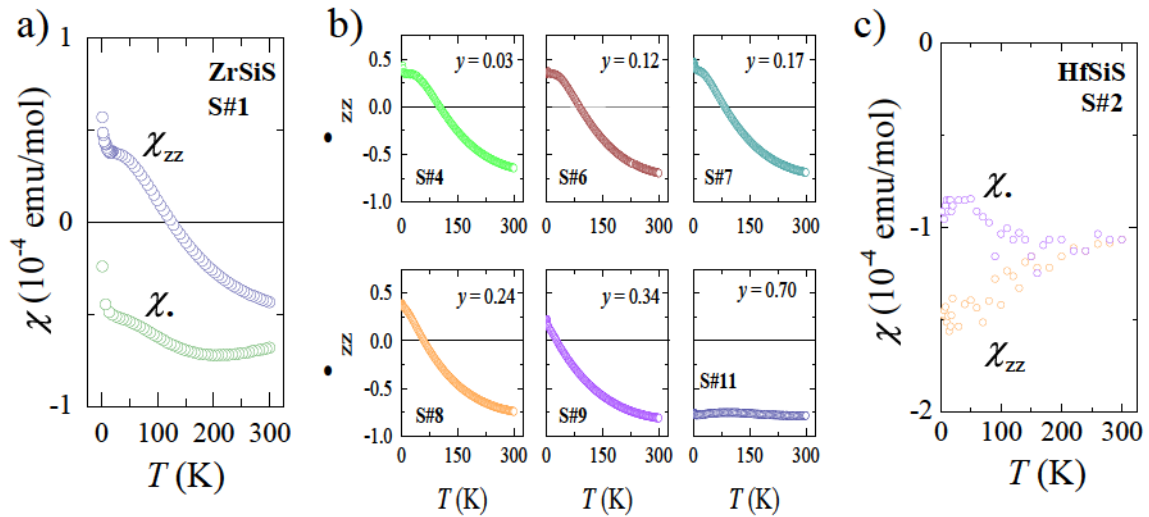 a)
1
0
-1
χ (10⁻⁴ emu/mol)
ZrSiS
S#1
χzz
χ.
0 100 200 300
T (K)
b)
• zz
0.5
0.0
-0.5
-1.0
y = 0.03
S#4
0 150 300
y = 0.12
S#6
0 150 300
y = 0.17
S#7
0 150 300
• zz
0.5
0.0
-0.5
-1.0
y = 0.24
S#8
0 150 300
T (K)
y = 0.34
S#9
0 150 300
T (K)
y = 0.70
S#11
0 150 300
T (K)
c)
0
-1
-2
χ (10⁻⁴ emu/mol)
HfSiS
S#2
χ.
χzz
0 50 100 150 200 250 300
T (K)